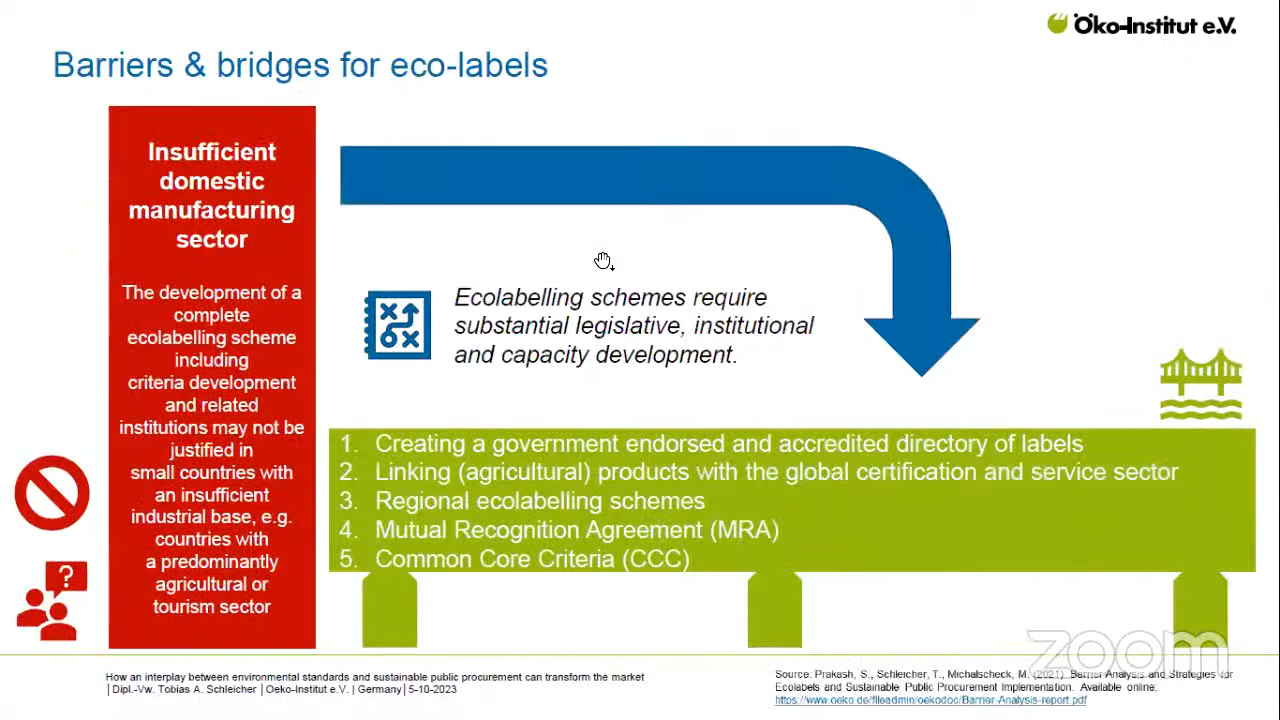 Öko-Institut e.V.
Barriers & bridges for eco-labels
Insufficient
domestic
manufacturing
sector
The development of a
complete
ecolabelling scheme
including
criteria development
and related
institutions may not be
justified in
small countries with
an insufficient
industrial base, e.g.
countries with
a predominantly
agricultural or
tourism sector
?
Ecolabelling schemes require
substantial legislative, institutional
and capacity development.
1. Creating a government endorsed and accredited directory of labels
2. Linking (agricultural) products with the global certification and service sector
3. Regional ecolabelling schemes
4. Mutual Recognition Agreement (MRA)
5. Common Core Criteria (CCC)
How an interplay between environmental standards and sustainable public procurement can transform the market
| Dipl.-Vw. Tobias A. Schleicher | Oeko-Institut e.V. | Germany | 5-10-2023
Source: Prakash, S., Schleicher, T., Michalscheck, M. (2021) Barrier Analysis and Strategies for
Ecolabels and Sustainable Public Procurement Implementation. Available online:
https://www.oeko.de/fileadmin/oekodoc/Barrier-Analysis-report.pdf
zoom